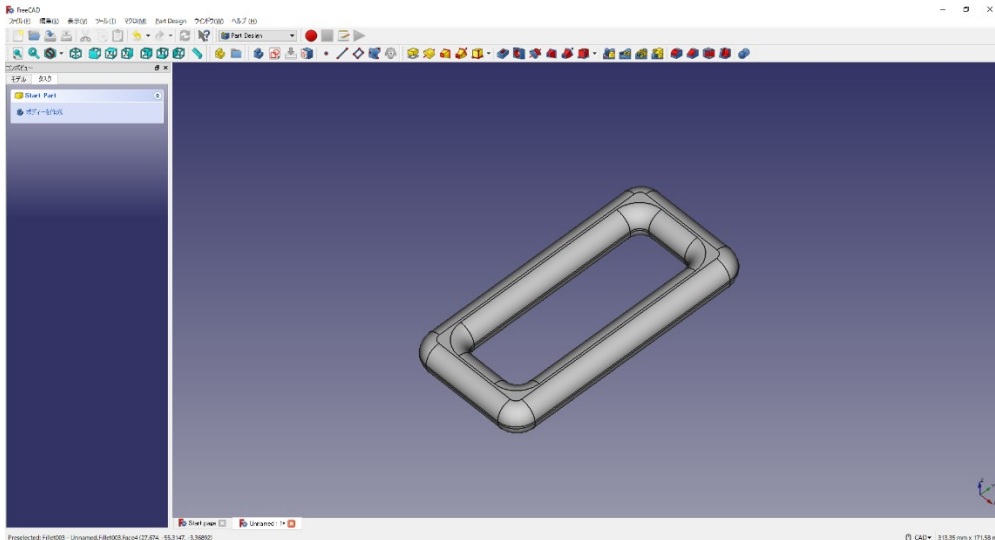 FreeCAD
ファイル(F) 編集(E) 表示(V) ツール(T) マクロ(M) Part Design ウインドウ(W) ヘルプ(H)
Part Design
コンボビュー
モデル タスク
Start Part
ボディーを作成
Start page Unnamed : 1*
Preselected: Fillet003 - Unnamed.Fillet003.Face4 (27.674, -55.3147, -3.36892)
CAD 313.35 mm x 171.58 m